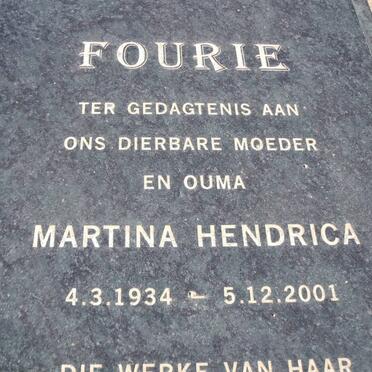 FOURIE
TER GEDAGTENIS AAN
ONS DIERBARE MOEDER
EN OUMA
MARTINA HENDRICA
4.3.1934 - 5.12.2001
DIE WERKE VAN HAAR